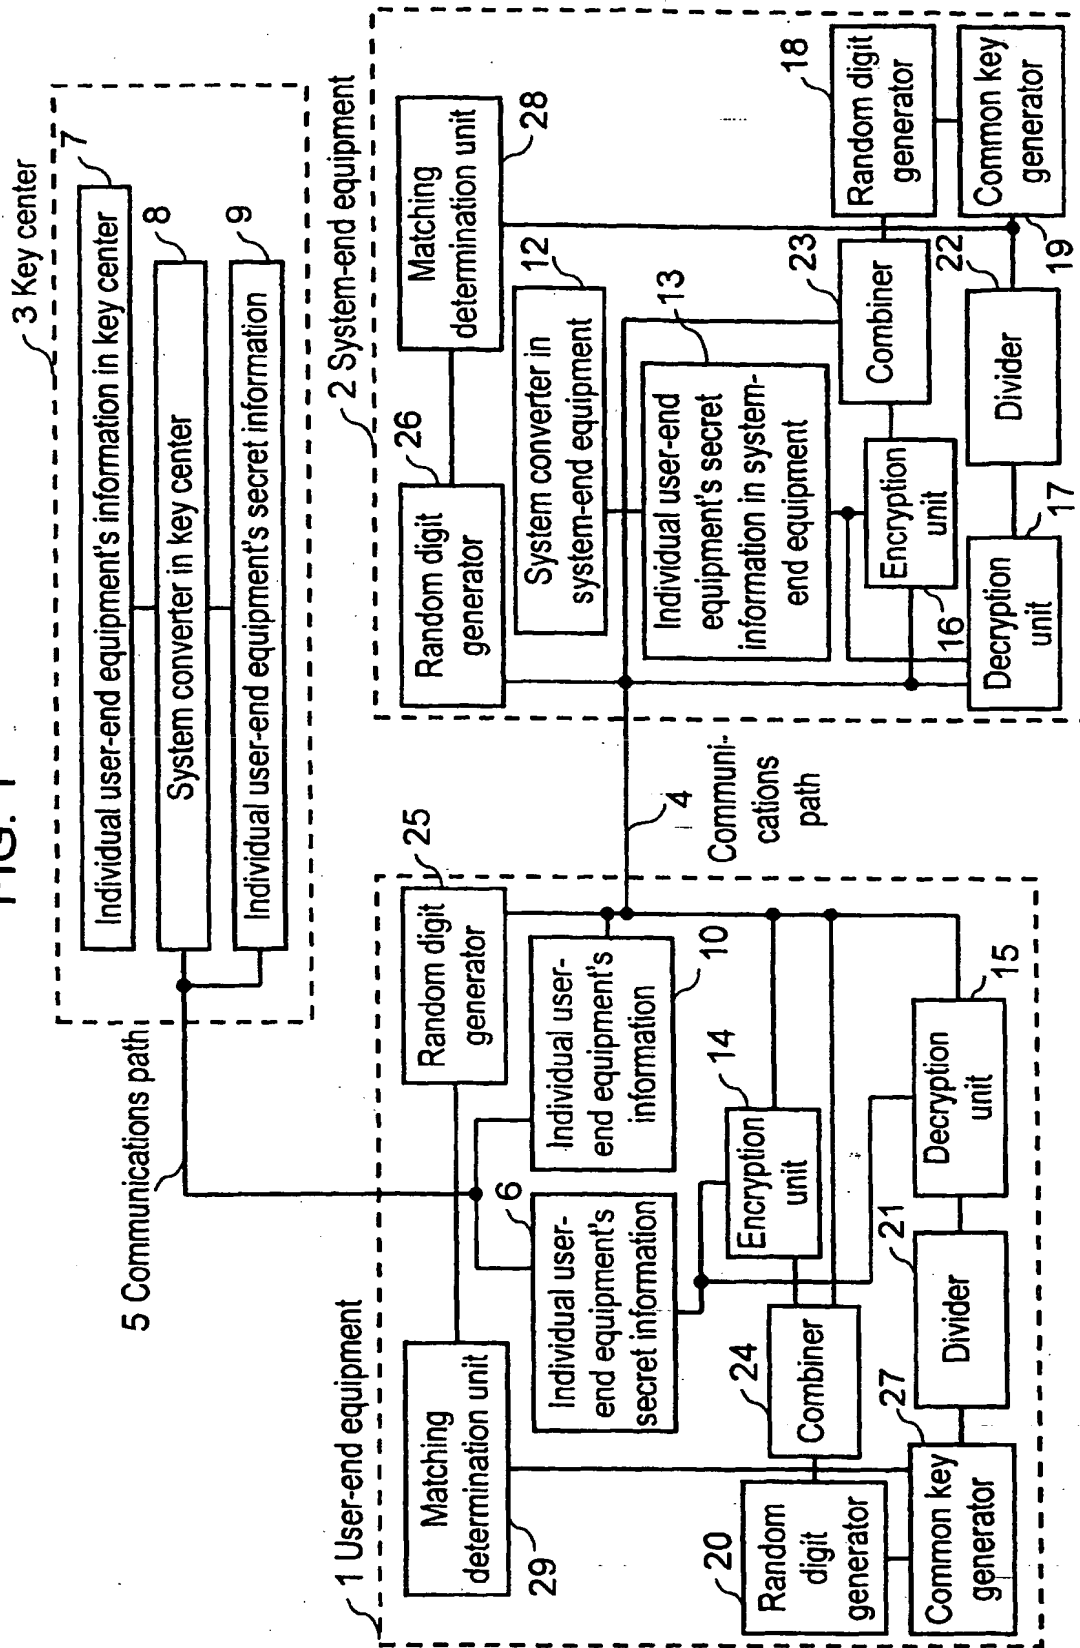 FIG. 1
3 Key center
Individual user-end equipment's information in key center
7
System converter in key center
8
Individual user-end equipment's secret information
9
5 Communications path
1 User-end equipment
Matching
determination unit
29
Random digit
generator
25
Individual user-
end equipment's
secret information
6
Individual user-
end equipment's
information
10
Encryption
unit
14
Combiner
24
Random
digit
generator
20
Common key
generator
27
Divider
21
Decryption
unit
15
4
Communi-
cations
path
2 System-end equipment
Random digit
generator
26
Matching
determination unit
28
System converter in
system-end equipment
12
Individual user-end
equipment's secret
information in system-
end equipment
13
Encryption
unit
16
Combiner
23
Random digit
generator
18
Decryption
unit
17
Divider
22
Common key
generator
19